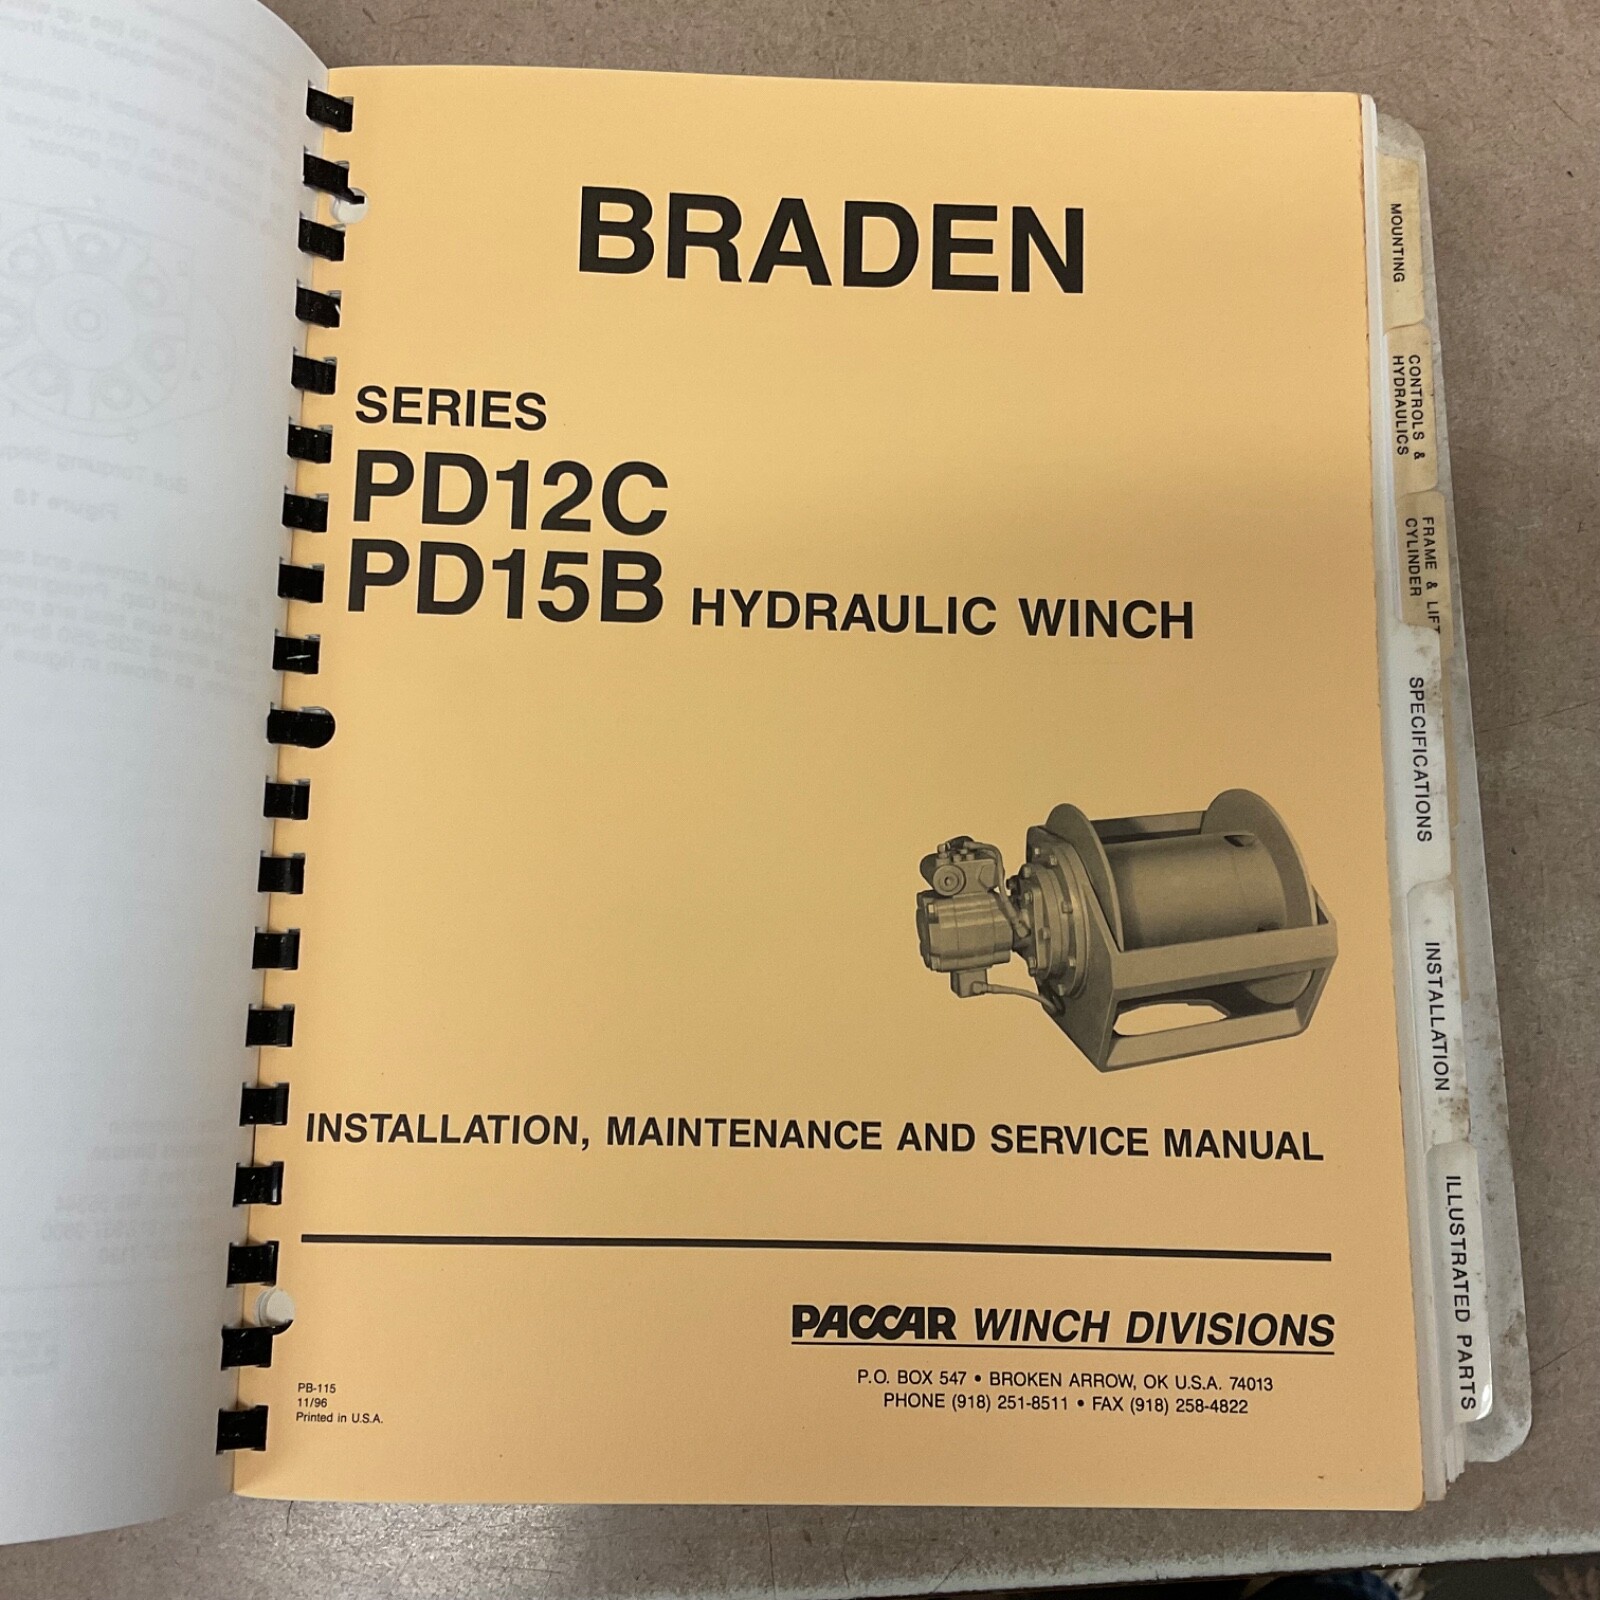 BRADEN
SERIES
PD12C
PD15B HYDRAULIC WINCH
INSTALLATION, MAINTENANCE AND SERVICE MANUAL
PACCAR WINCH DIVISIONS
P.O. BOX 547 • BROKEN ARROW, OK U.S.A. 74013
PHONE (918) 251-8511 • FAX (918) 258-4822
PB-115
11/96
Printed in U.S.A.
MOUNTING
CONTROLS &
HYDRAULICS
FRAME & LIFT
CYLINDER
SPECIFICATIONS
INSTALLATION
ILLUSTRATED PARTS